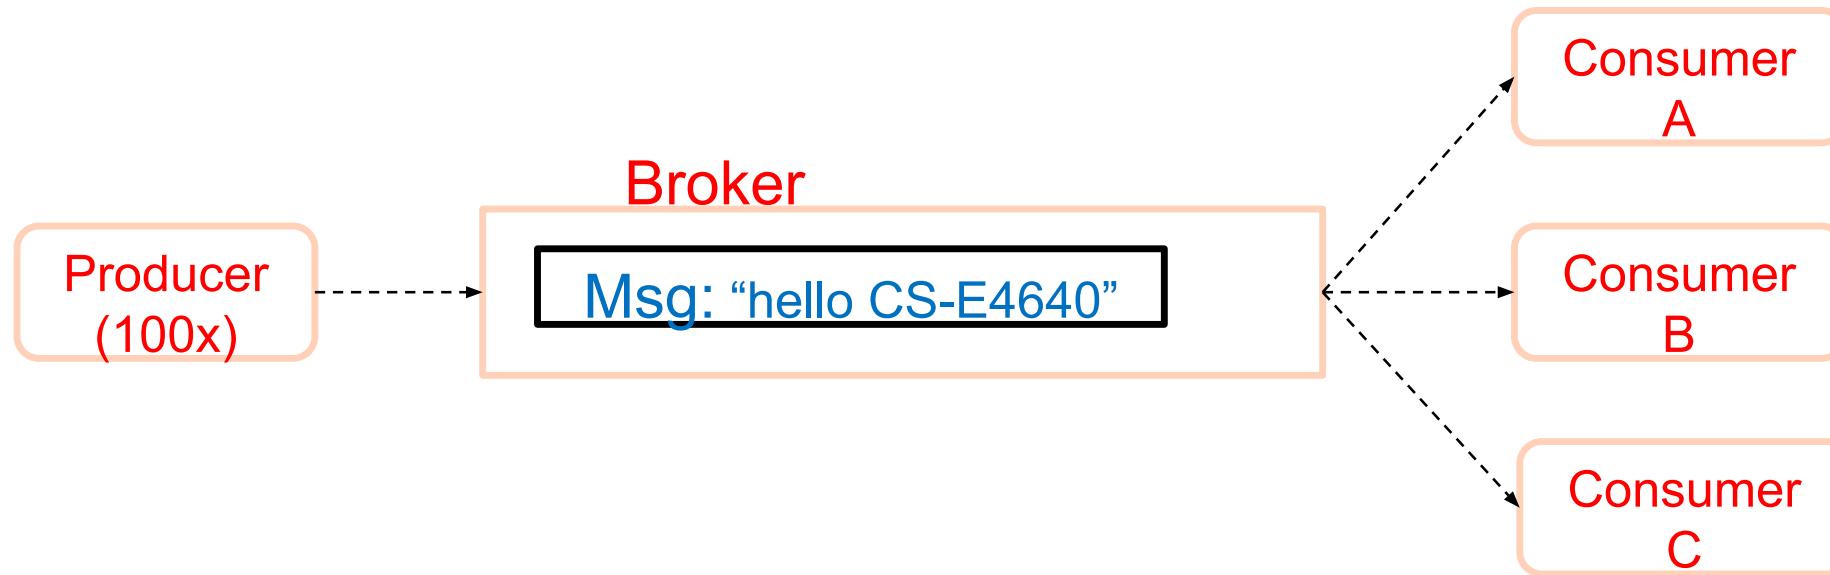 Consumer
A
Broker
Producer
(100x)
Msg: “hello CS-E4640”
Consumer
B
Consumer
C